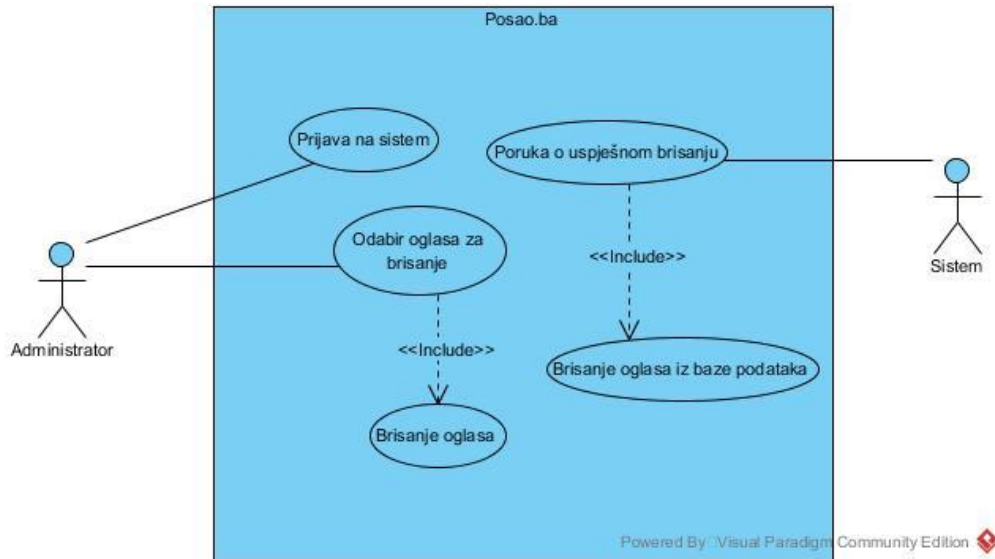 Posao.ba
Prijava na sistem
Poruka o uspješnom brisanju
Odabir oglasa za
brisanje
<<Include>>
Sistem
Administrator
<<Include>>
Brisanje oglasa iz baze podataka
Brisanje oglasa
Powered By Visual Paradigm Community Edition